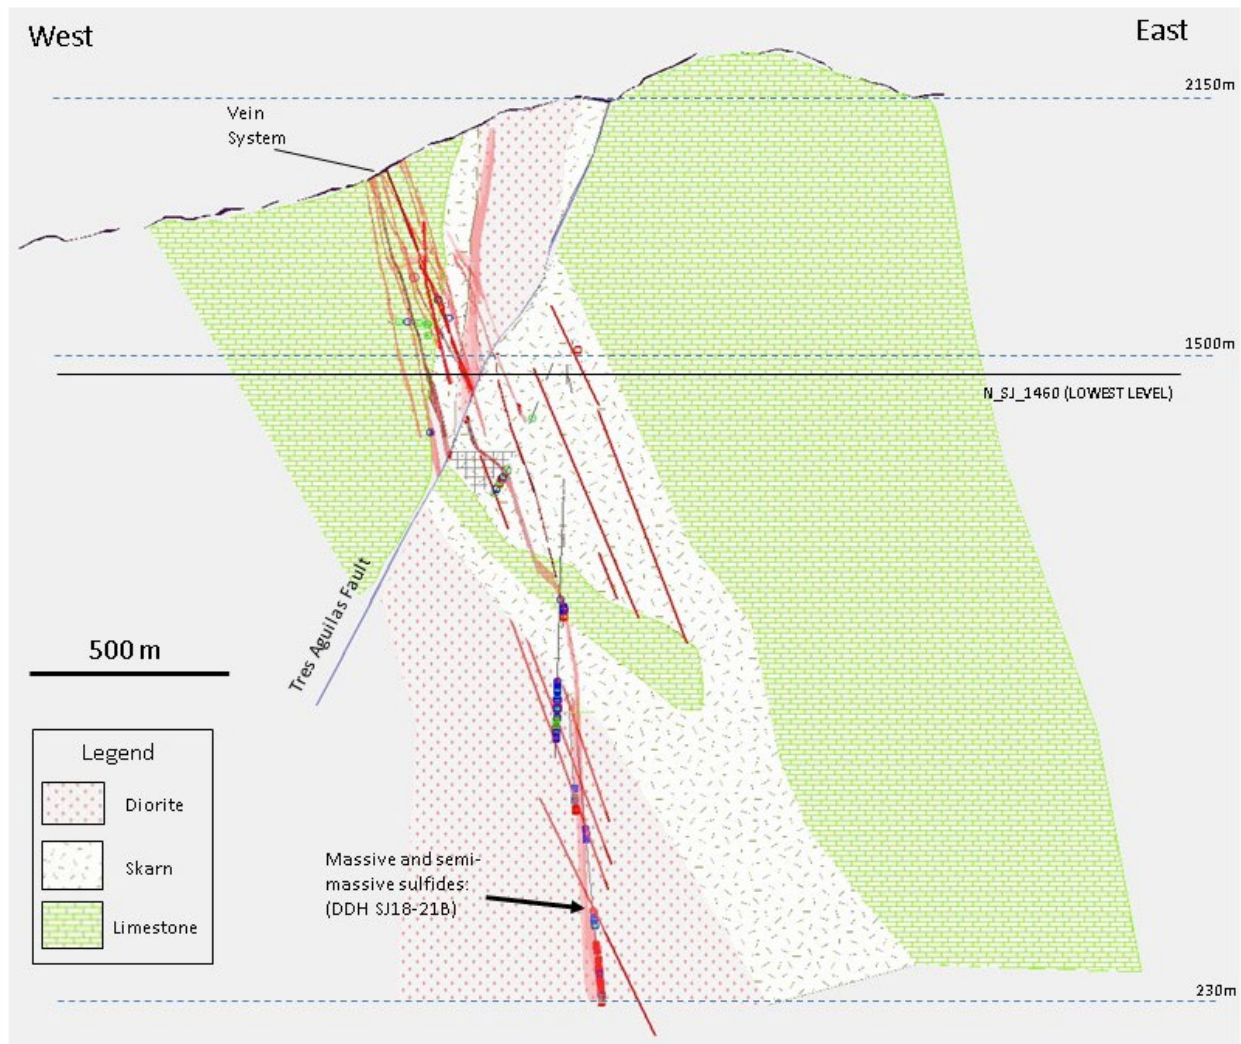 West
East
2150m
Vein
System
1500m
N_SJ_1460 (LOWEST LEVEL)
Tres Aguilas Fault
500 m
Legend
Diorite
Skarn
Limestone
Massive and semi-
massive sulfides:
(DDH SJ18-21B)
230m